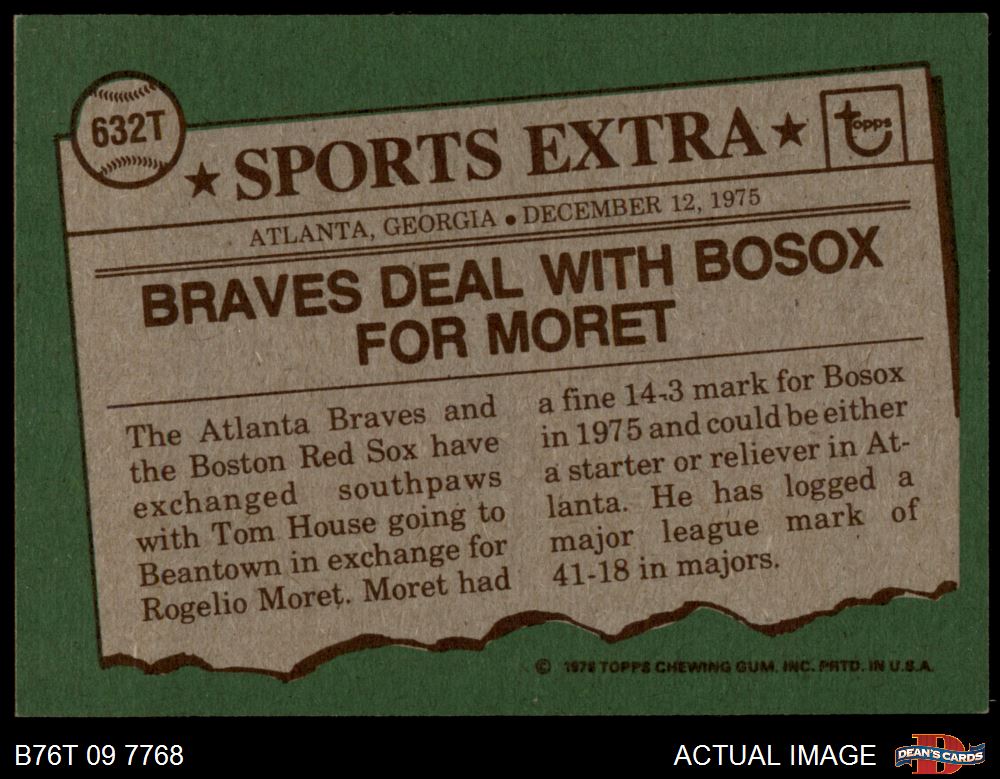 632T
★ SPORTS EXTRA ★
topps
ATLANTA, GEORGIA • DECEMBER 12, 1975
BRAVES DEAL WITH BOSOX
FOR MORET
The Atlanta Braves and
the Boston Red Sox have
exchanged southpaws
with Tom House going to
Beantown in exchange for
Rogelio Moret. Moret had
a fine 14-3 mark for Bosox
in 1975 and could be either
a starter or reliever in At-
lanta. He has logged a
major league mark of
41-18 in majors.
© 1976 TOPPS CHEWING GUM, INC. PRTD. IN U.S.A.
B76T 09 7768
ACTUAL IMAGE
DEAN'S CARDS